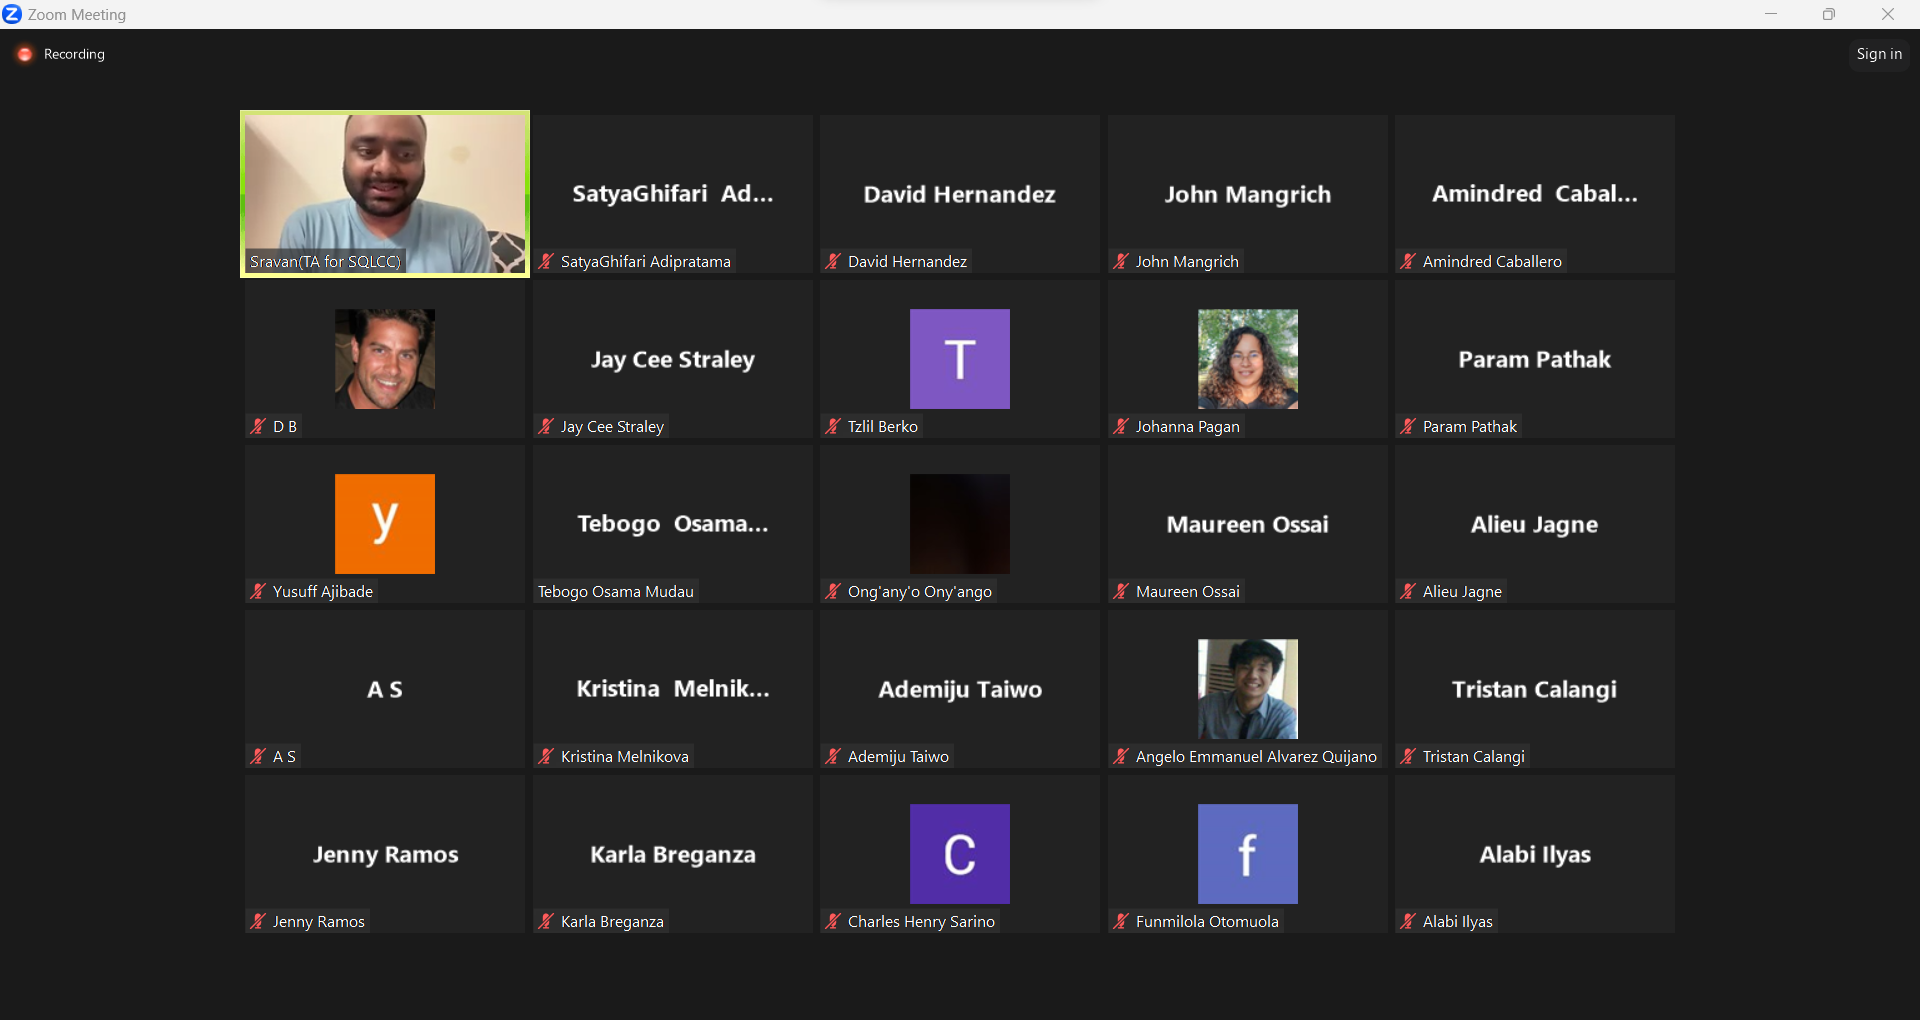 Zoom Meeting
Recording
Sign in
Sravan(TA for SQLCC)
SatyaGhifari Ad...
SatyaGhifari Adipratama
David Hernandez
David Hernandez
John Mangrich
John Mangrich
Amindred Cabal...
Amindred Caballero
D B
Jay Cee Straley
Jay Cee Straley
T
Tzlil Berko
Johanna Pagan
Param Pathak
Param Pathak
y
Yusuff Ajibade
Tebogo Osama...
Tebogo Osama Mudau
Ong'any'o Ony'ango
Maureen Ossai
Maureen Ossai
Alieu Jagne
Alieu Jagne
A S
A S
Kristina Melnik...
Kristina Melnikova
Ademiju Taiwo
Ademiju Taiwo
Angelo Emmanuel Alvarez Quijano
Tristan Calangi
Tristan Calangi
Jenny Ramos
Jenny Ramos
Karla Breganza
Karla Breganza
C
Charles Henry Sarino
f
Funmilola Otomuola
Alabi Ilyas
Alabi Ilyas